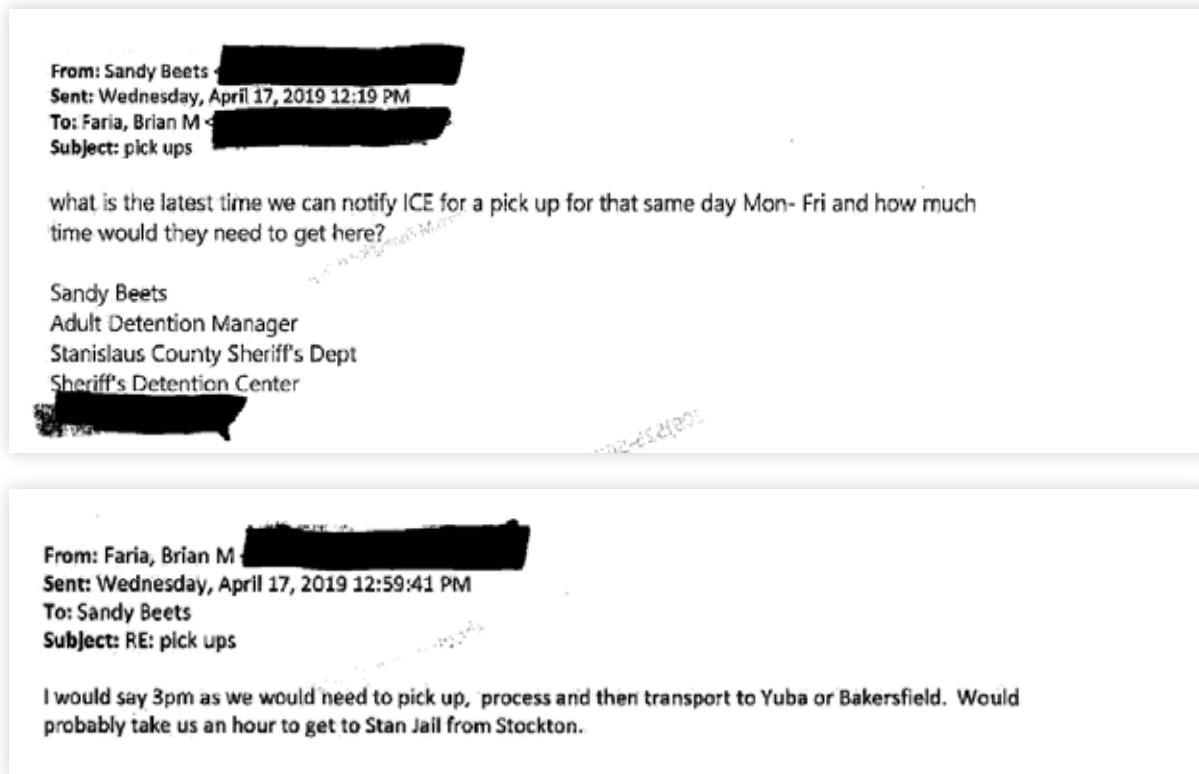 From: Sandy Beets <
Sent: Wednesday, April 17, 2019 12:19 PM
To: Faria, Brian M <
Subject: pick ups
what is the latest time we can notify ICE for a pick up for that same day Mon- Fri and how much
time would they need to get here?
Sandy Beets
Adult Detention Manager
Stanislaus County Sheriff's Dept
Sheriff's Detention Center
From: Faria, Brian M
Sent: Wednesday, April 17, 2019 12:59:41 PM
To: Sandy Beets
Subject: RE: pick ups
I would say 3pm as we would need to pick up, process and then transport to Yuba or Bakersfield. Would
probably take us an hour to get to Stan Jail from Stockton.